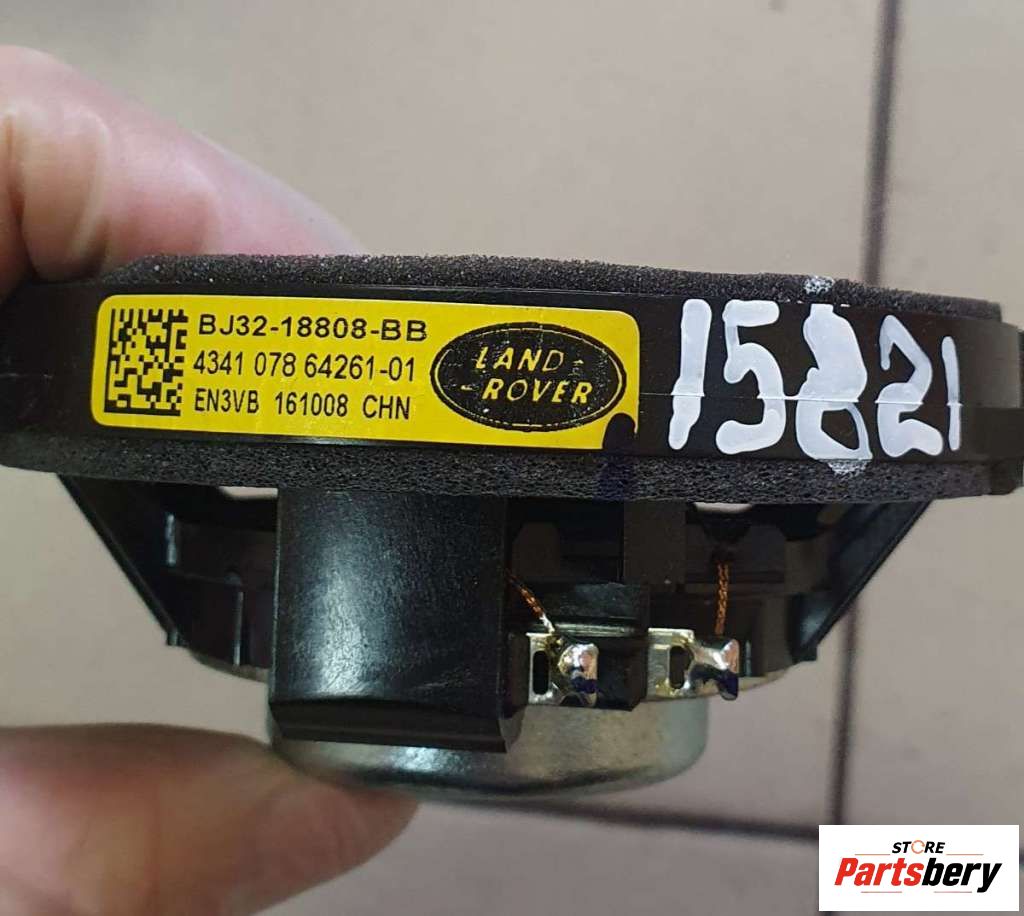 BJ32-18808-BB
4341 078 64261-01
EN3VB 161008 CHN
LAND-
-ROVER
15821
STORE
Partsbery